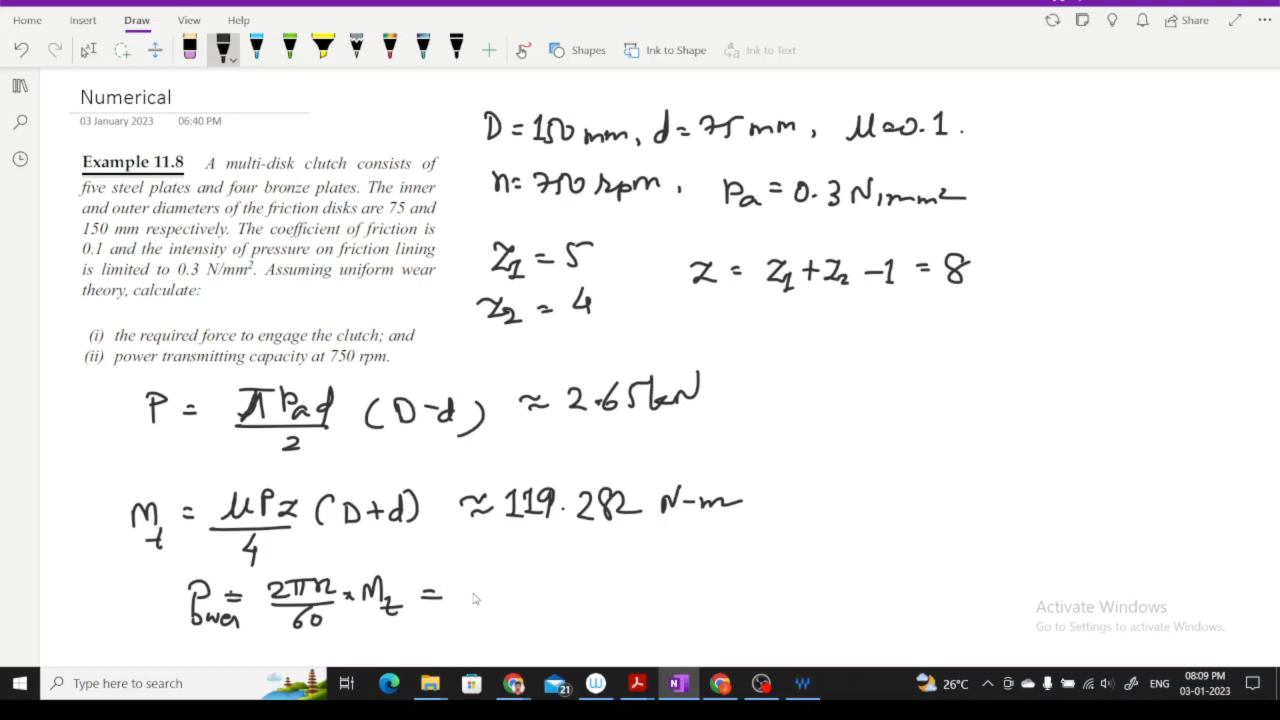 Home Insert Draw View Help
Share
Shapes Ink to Shape Ink to Text
Numerical
03 January 2023 06:40 PM
Example 11.8 A multi-disk clutch consists of
five steel plates and four bronze plates. The inner
and outer diameters of the friction disks are 75 and
150 mm respectively. The coefficient of friction is
0.1 and the intensity of pressure on friction lining
is limited to 0.3 N/mm². Assuming uniform wear
theory, calculate:
(i) the required force to engage the clutch; and
(ii) power transmitting capacity at 750 rpm.
D = 150 mm, d = 75 mm, μ = 0.1.
n = 750 rpm, Pa = 0.3 N/mm²
Z1 = 5
Z2 = 4
Z = Z1 + Z2 - 1 = 8
P = πPad/2 (D-d) ≈ 2.65 kN
Mt = μPz/4 (D+d) ≈ 119.282 N-m
Power = 2πn/60 × Mt =
Activate Windows
Go to Settings to activate Windows.
Type here to search
21
26°C
ENG
08:09 PM
03-01-2023